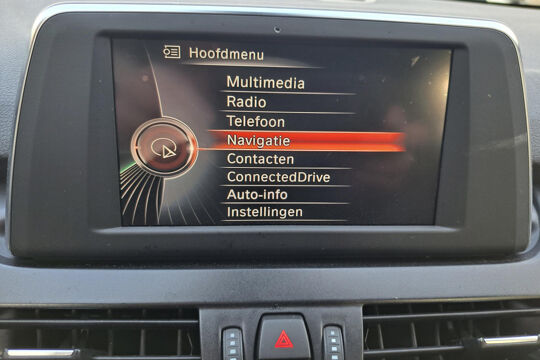 Hoofdmenu
Multimedia
Radio
Telefoon
Navigatie
Contacten
ConnectedDrive
Auto-info
Instellingen